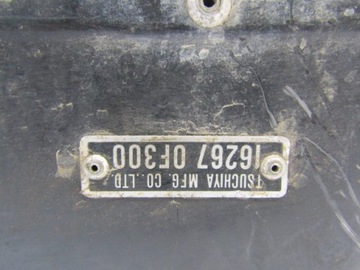 TSUCHIYA MFG. CO., LTD.
16267 0F300